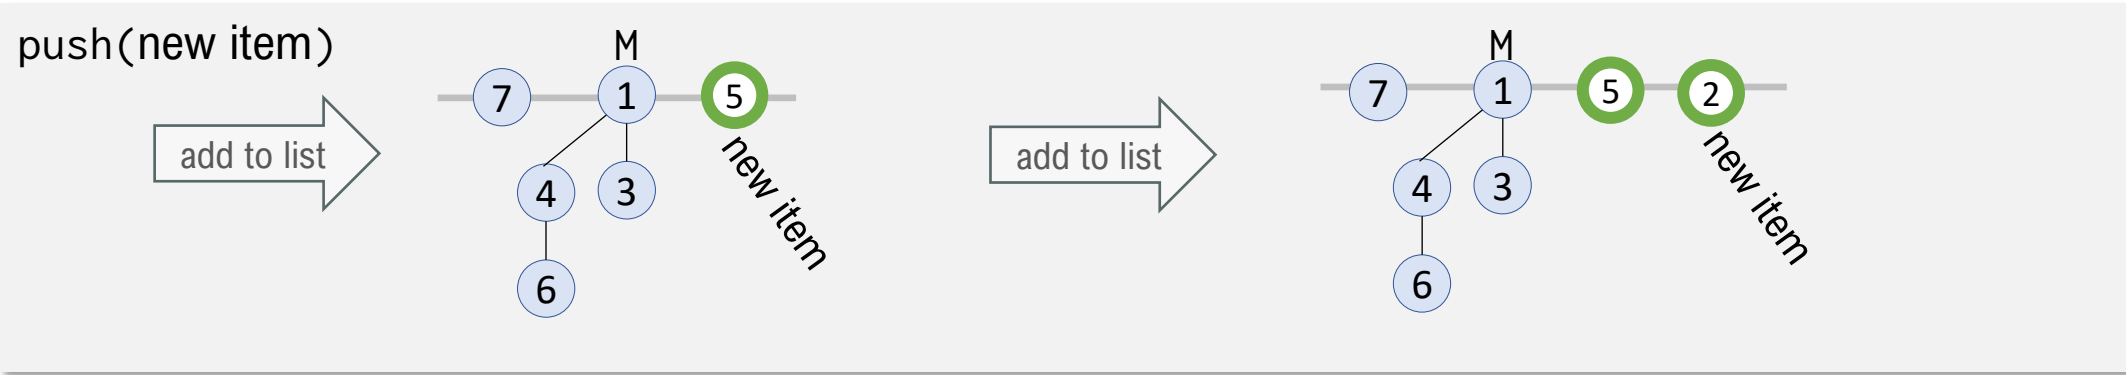 push(new item)
M
M
7 1 5
7 1 5 2
add to list
add to list
new item
new item
4 3
4 3
6
6